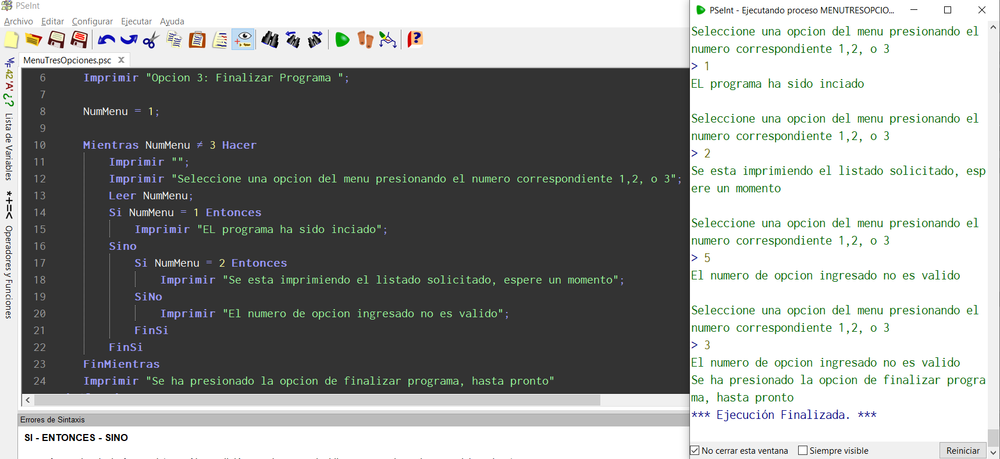 PSeInt
Archivo Editar Configurar Ejecutar Ayuda
MenuTresOpciones.psc
Lista de Variables
Operadores y Funciones
6 Imprimir "Opcion 3: Finalizar Programa ";
7
8 NumMenu = 1;
9
10 Mientras NumMenu ≠ 3 Hacer
11 Imprimir "";
12 Imprimir "Seleccione una opcion del menu presionando el numero correspondiente 1,2, o 3";
13 Leer NumMenu;
14 Si NumMenu = 1 Entonces
15 Imprimir "EL programa ha sido inciado";
16 Sino
17 Si NumMenu = 2 Entonces
18 Imprimir "Se esta imprimiendo el listado solicitado, espere un momento";
19 SiNo
20 Imprimir "El numero de opcion ingresado no es valido";
21 FinSi
22 FinSi
23 FinMientras
24 Imprimir "Se ha presionado la opcion de finalizar programa, hasta pronto"
Errores de Sintaxis
SI - ENTONCES - SINO
PSeInt - Ejecutando proceso MENUTRESOPCIO...
Seleccione una opcion del menu presionando el
numero correspondiente 1,2, o 3
> 1
EL programa ha sido inciado
Seleccione una opcion del menu presionando el
numero correspondiente 1,2, o 3
> 2
Se esta imprimiendo el listado solicitado, esp
ere un momento
Seleccione una opcion del menu presionando el
numero correspondiente 1,2, o 3
> 5
El numero de opcion ingresado no es valido
Seleccione una opcion del menu presionando el
numero correspondiente 1,2, o 3
> 3
El numero de opcion ingresado no es valido
Se ha presionado la opcion de finalizar progra
ma, hasta pronto
*** Ejecución Finalizada. ***
No cerrar esta ventana Siempre visible Reiniciar